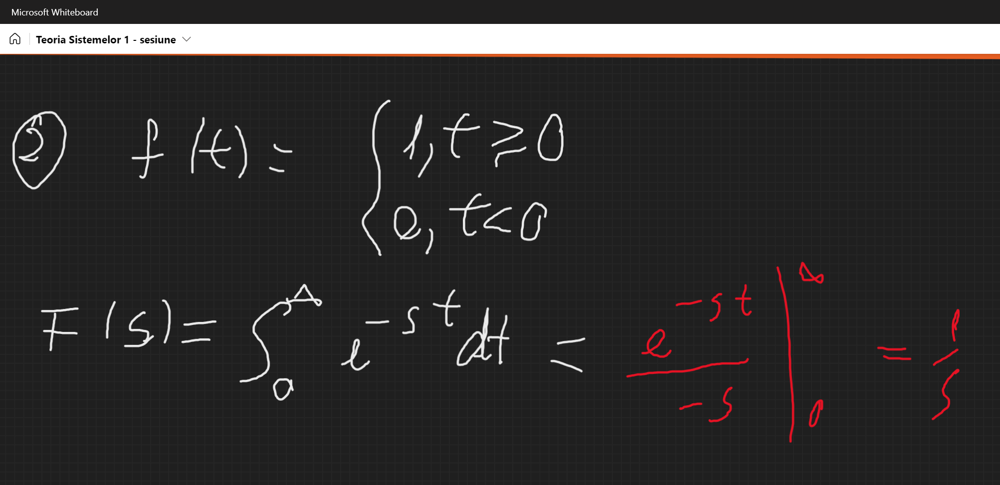 Microsoft Whiteboard
Teoria Sistemelor 1 - sesiune
② f(t) = { 1, t ≥ 0
0, t < 0
F(s) = ∫₀^∞ e^{-st} dt = e^{-st} / -s |₀^∞ = 1/s